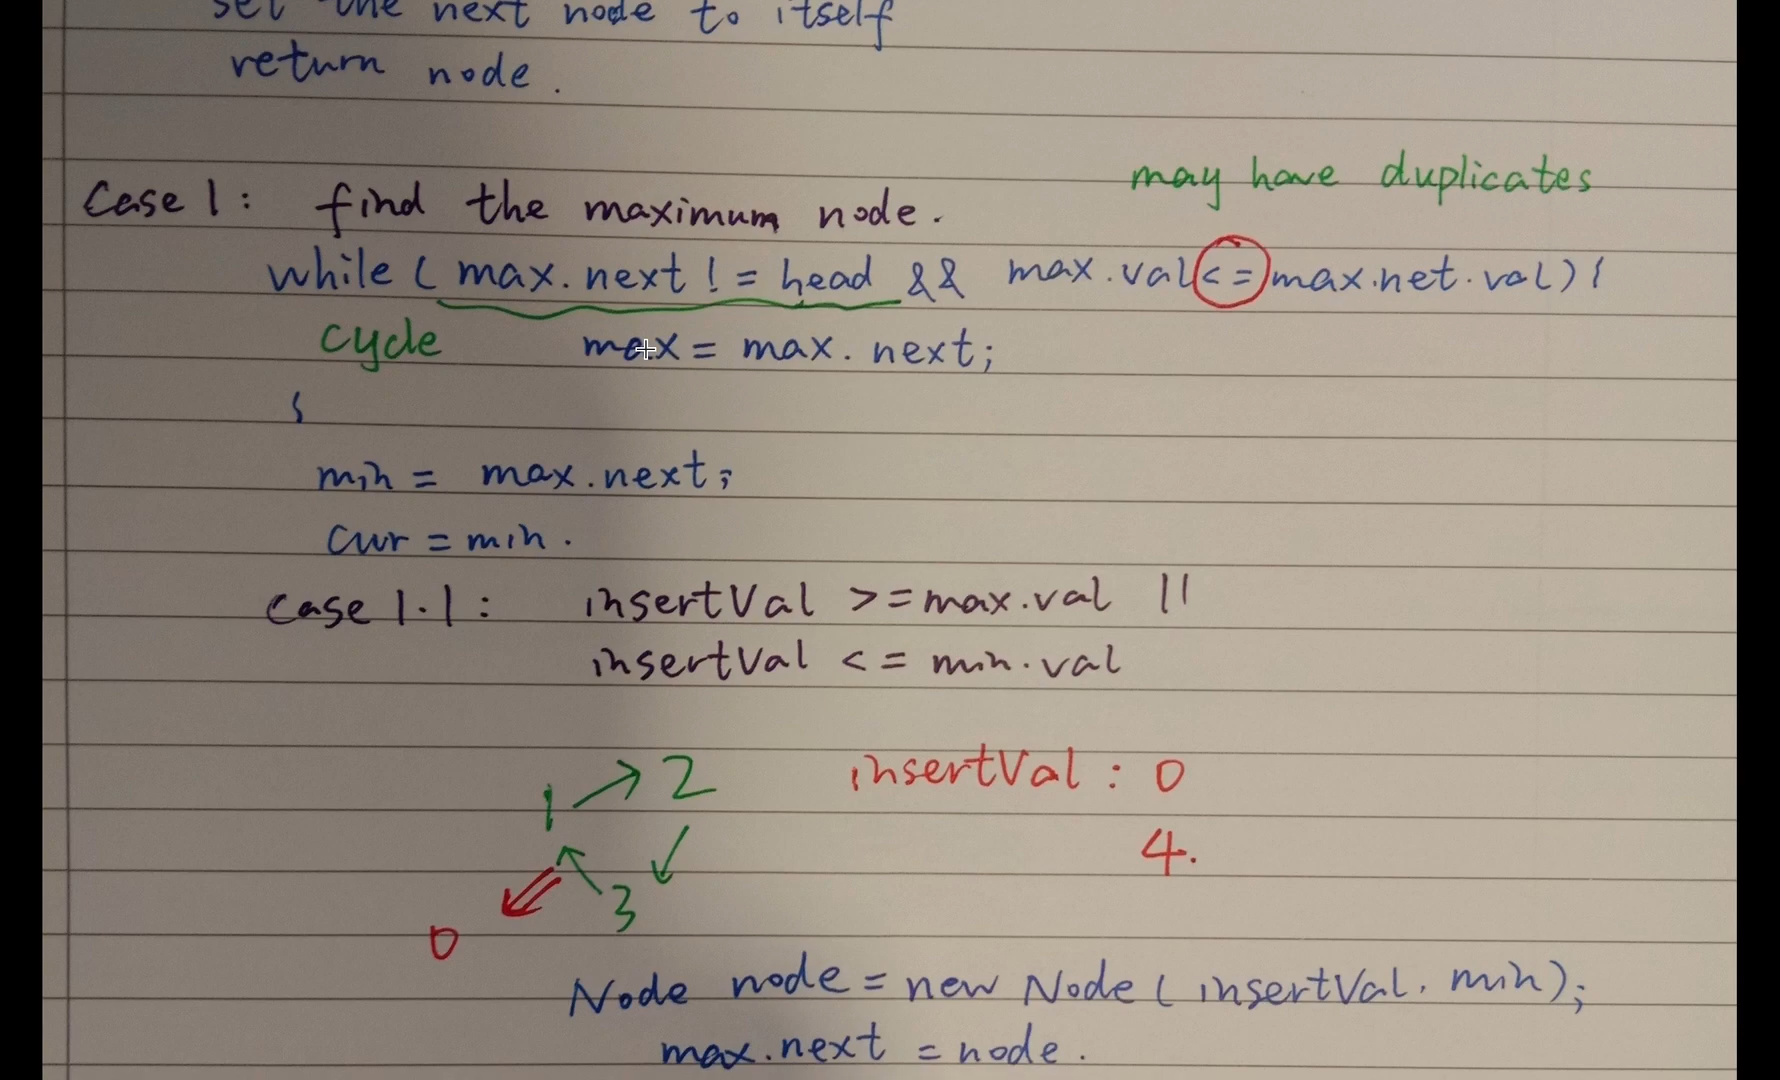 set the next node to itself
return node.
may have duplicates
Case 1: find the maximum node.
while ( max.next != head && max.val <= max.net.val) {
cycle max = max.next;
}
min = max.next;
cur = min.
Case 1.1: insertVal >= max.val ||
insertVal <= min.val
1 → 2 insertVal: 0
4.
3
0
Node node = new Node ( insertVal, min);
max.next = node.